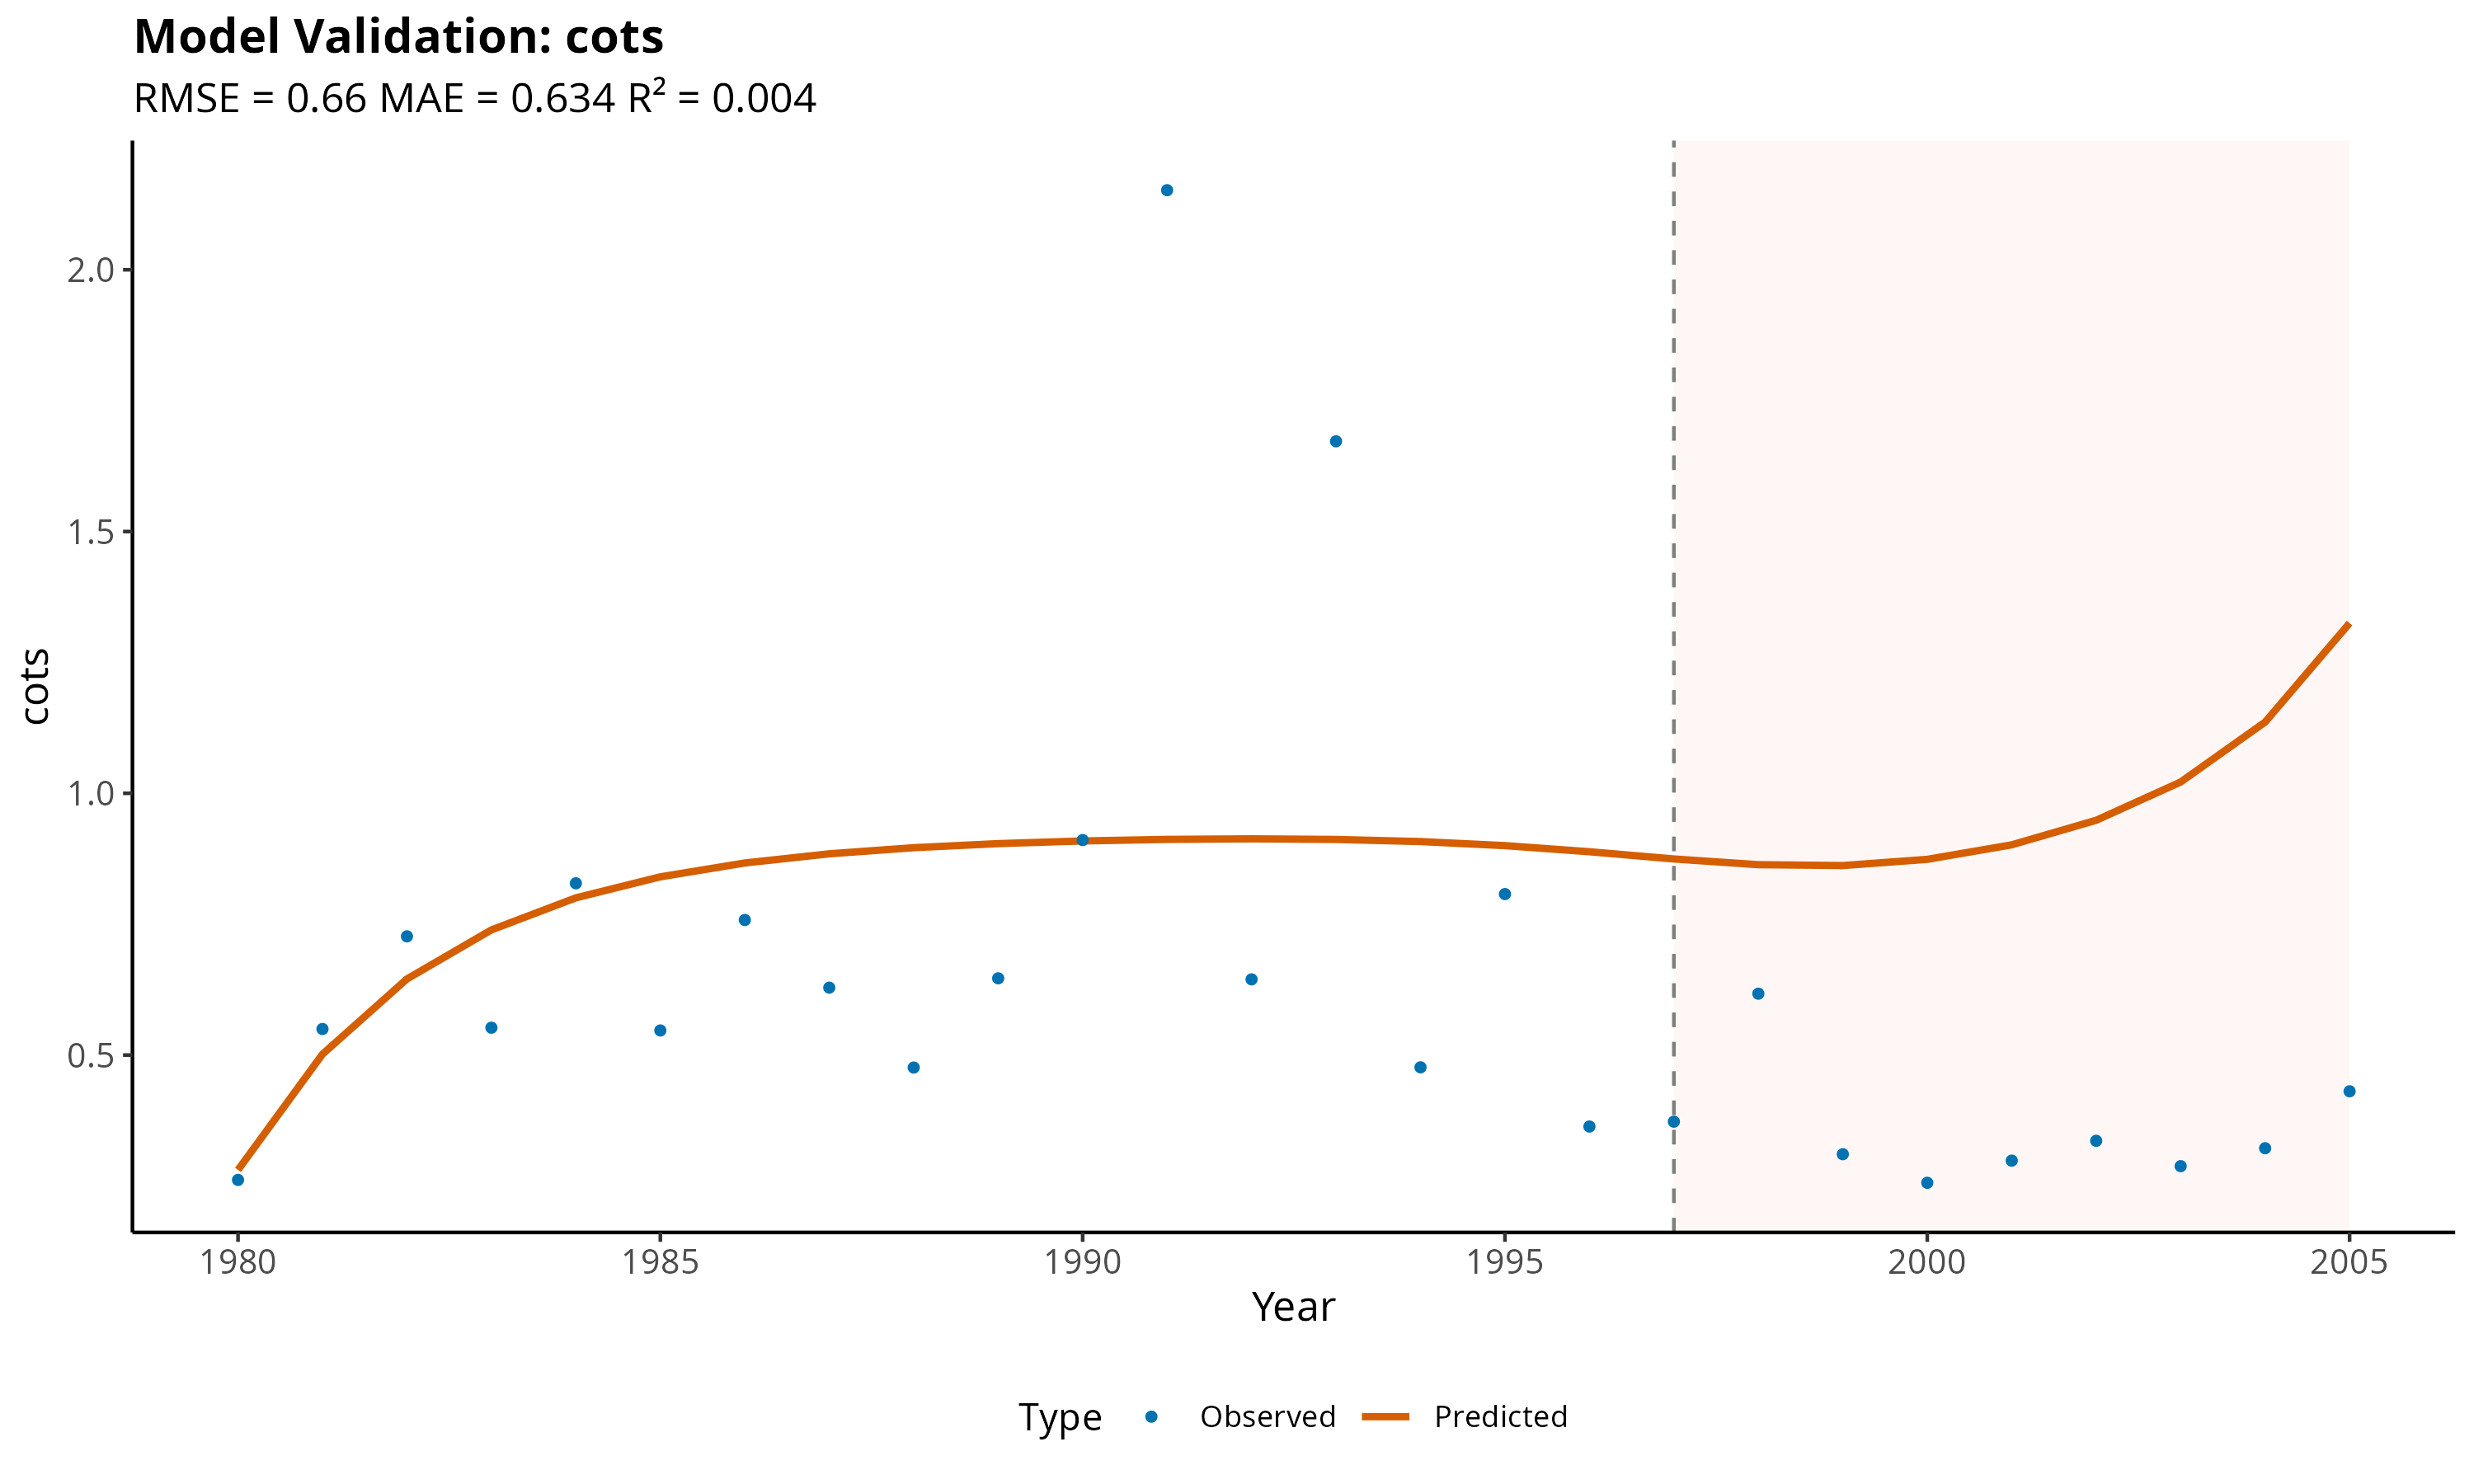 Model Validation: cots
RMSE = 0.66 MAE = 0.634 R² = 0.004
cots
2.0
1.5
1.0
0.5
1980 1985 1990 1995 2000 2005
Year
Type Observed Predicted